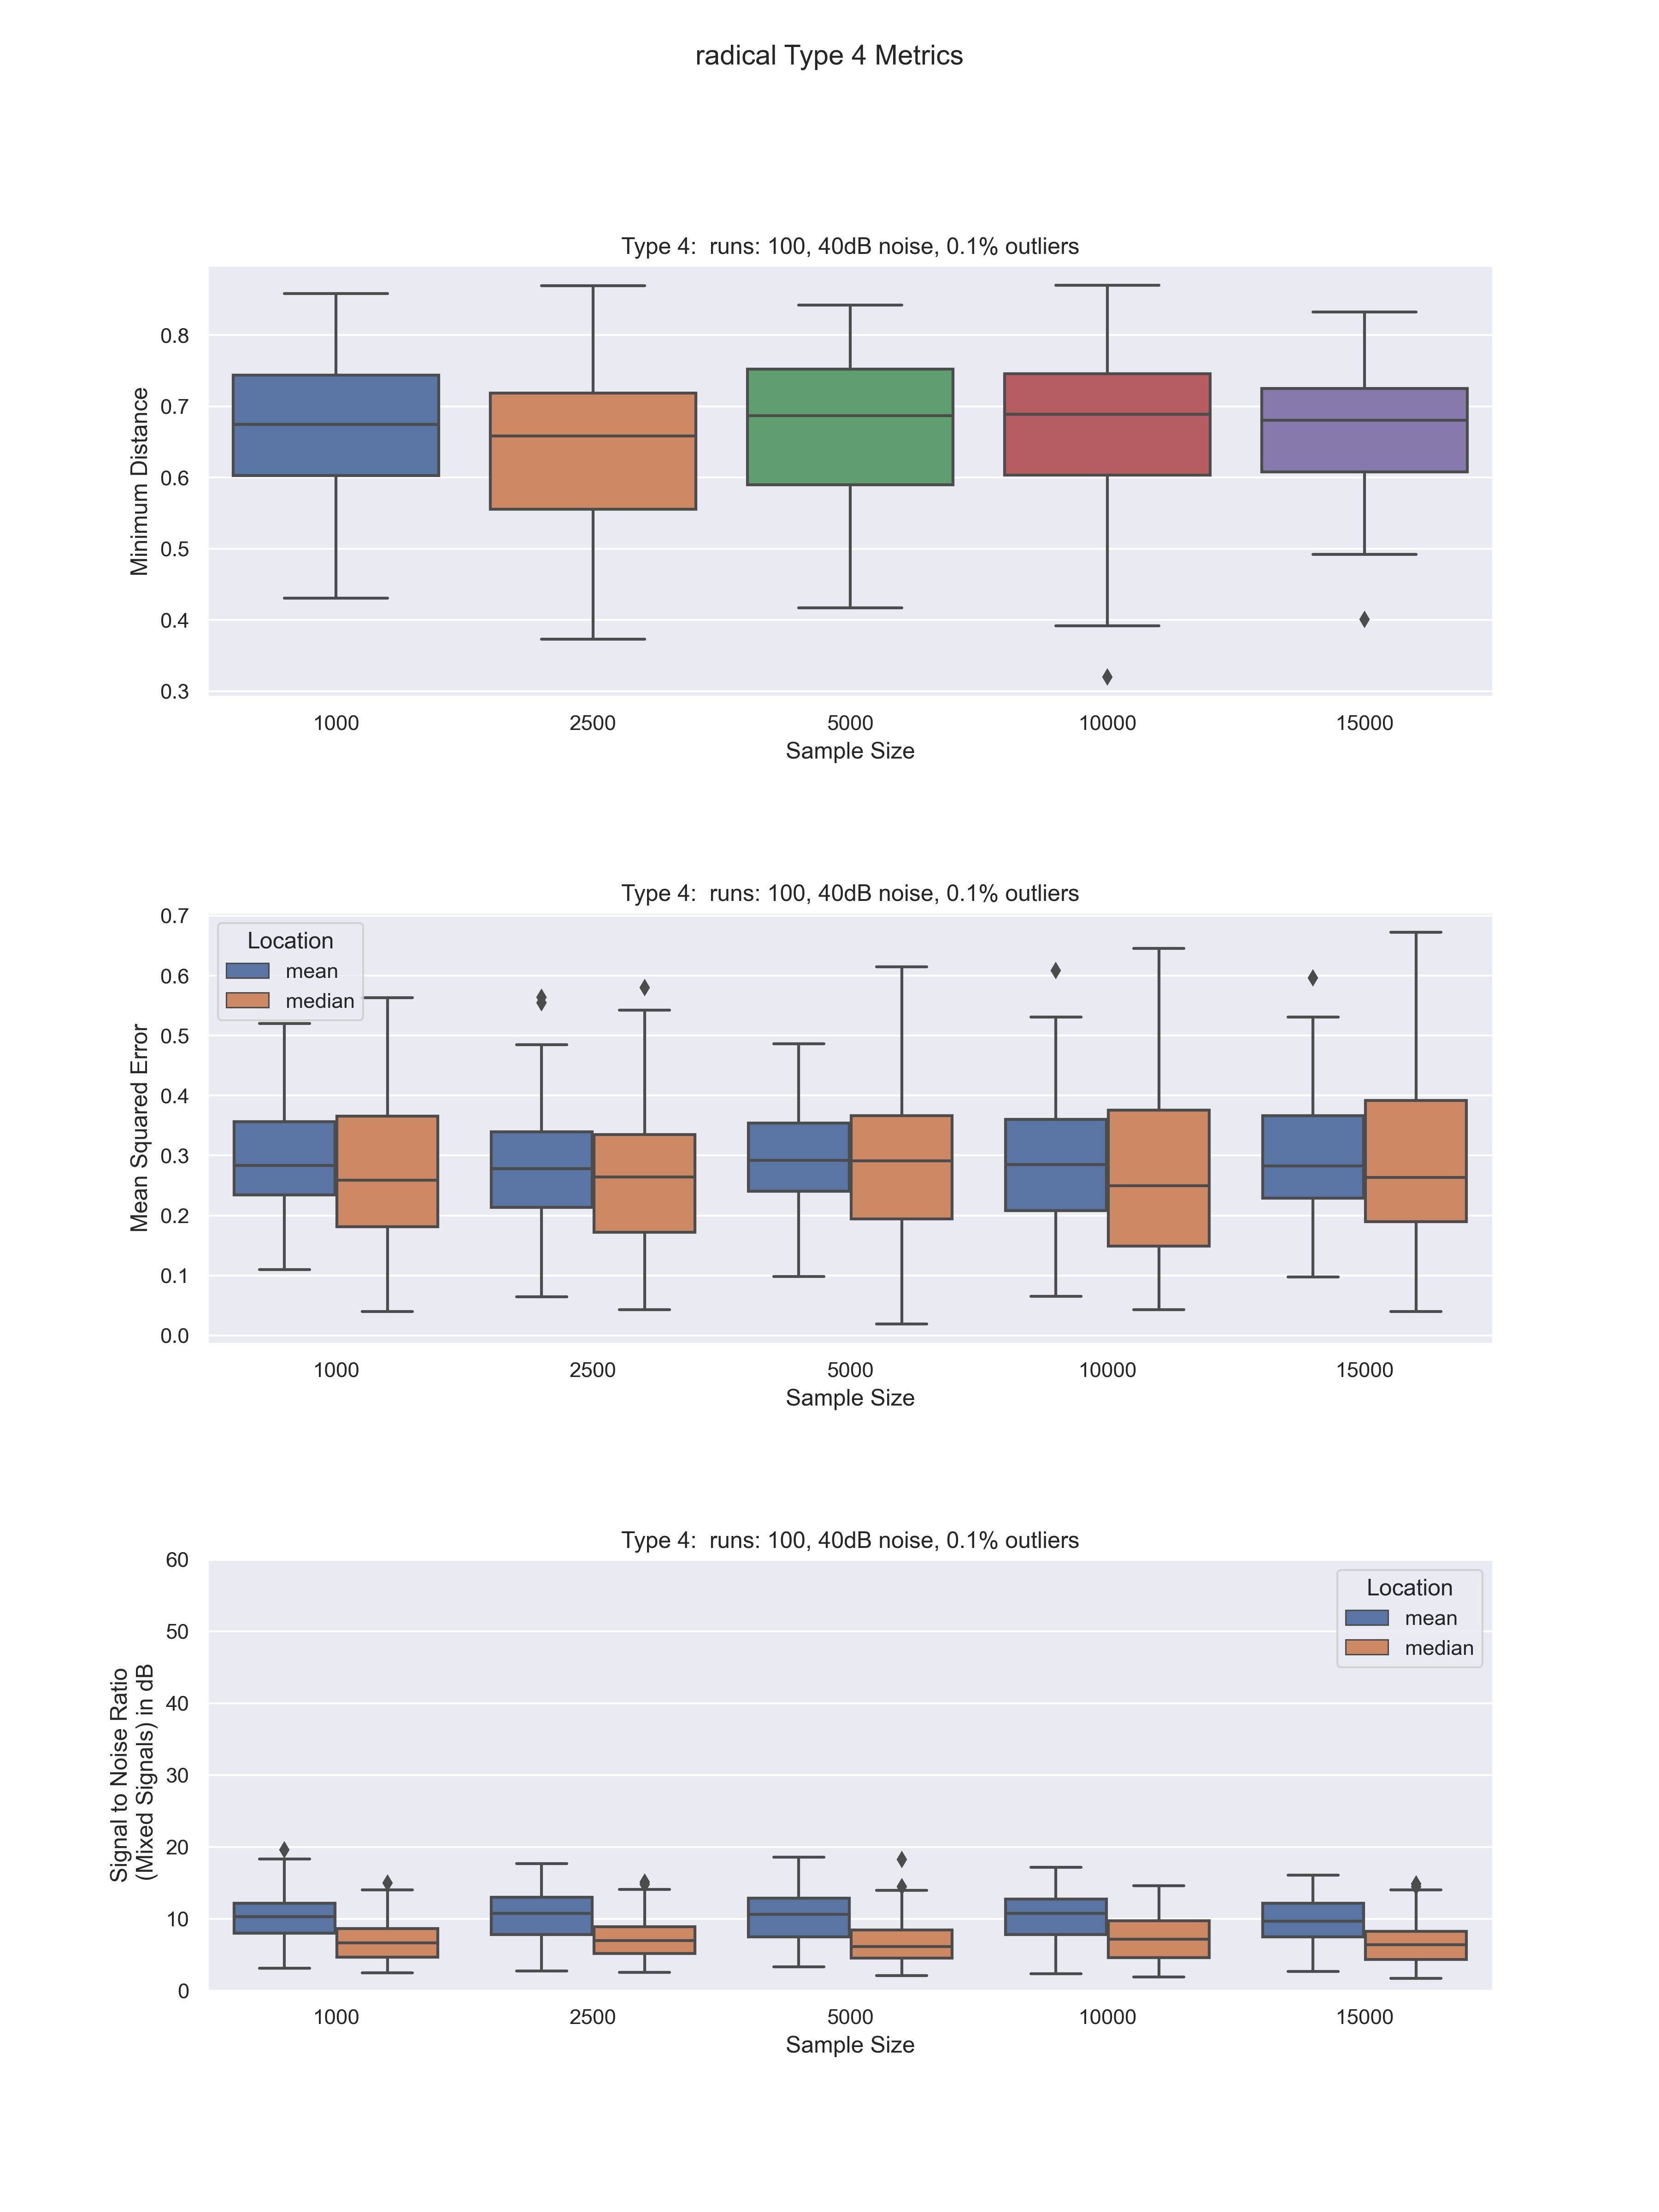 radical Type 4 Metrics
Type 4:  runs: 100, 40dB noise, 0.1% outliers
Minimum Distance
0.8
0.7
0.6
0.5
0.4
0.3
1000 2500 5000 10000 15000
Sample Size
Type 4:  runs: 100, 40dB noise, 0.1% outliers
Mean Squared Error
0.7
0.6
0.5
0.4
0.3
0.2
0.1
0.0
Location
mean
median
1000 2500 5000 10000 15000
Sample Size
Type 4:  runs: 100, 40dB noise, 0.1% outliers
Signal to Noise Ratio
(Mixed Signals) in dB
60
50
40
30
20
10
0
Location
mean
median
1000 2500 5000 10000 15000
Sample Size